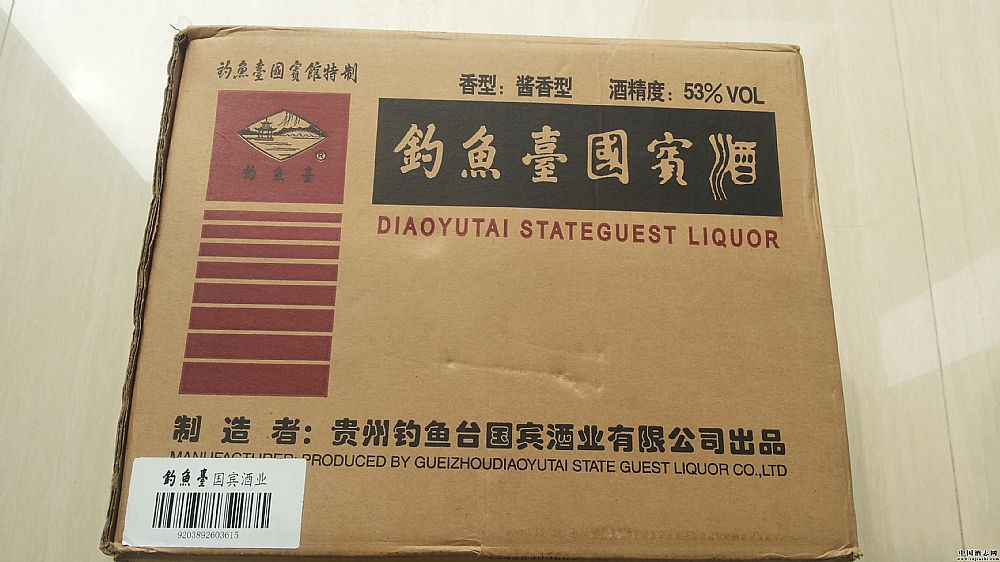 釣魚臺國賓館特制
香型：酱香型 酒精度：53%VOL
釣魚臺國賓酒
®
釣魚臺
DIAOYUTAI STATEGUEST LIQUOR
制造者：贵州钓鱼台国宾酒业有限公司出品
MANUFACTURER: PRODUCED BY GUEIZHOUDIAOYUTAI STATE GUEST LIQUOR CO.,LTD
釣魚臺国宾酒业
9203892603615
中国酒志网